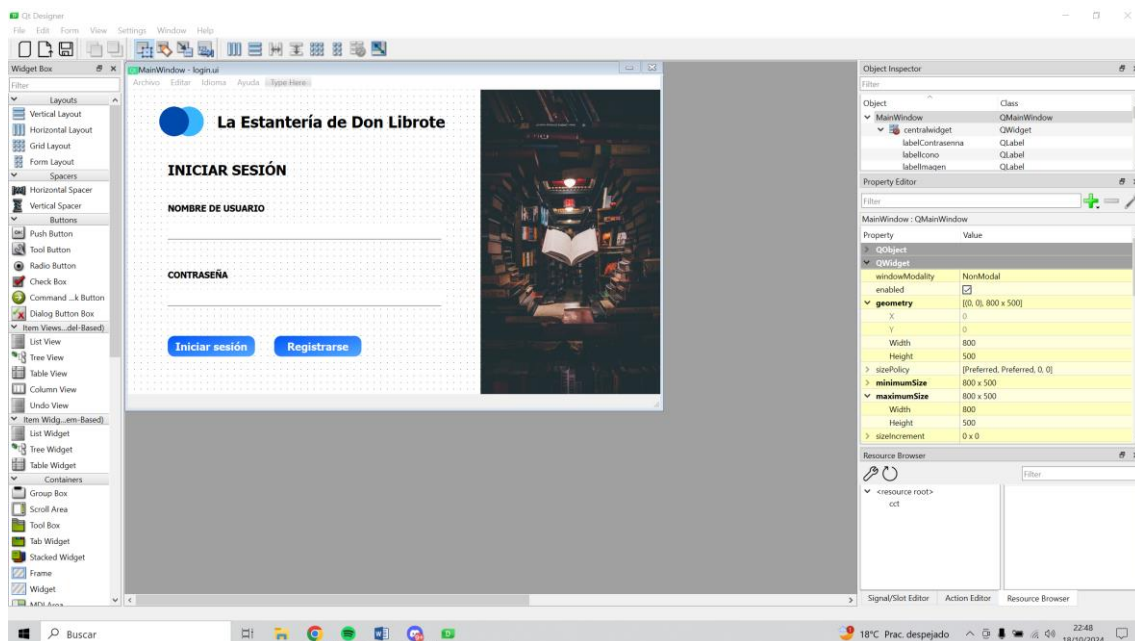 Qt Designer
File Edit Form View Settings Window Help
Widget Box
Filter
Layouts
Vertical Layout
Horizontal Layout
Grid Layout
Form Layout
Spacers
Horizontal Spacer
Vertical Spacer
Buttons
Push Button
Tool Button
Radio Button
Check Box
Command ...k Button
Dialog Button Box
Item Views...del-Based)
List View
Tree View
Table View
Column View
Undo View
Item Widg...em-Based)
List Widget
Tree Widget
Table Widget
Containers
Group Box
Scroll Area
Tool Box
Tab Widget
Stacked Widget
Frame
Widget
MDI Area
MainWindow - login.ui
Archivo Editar Idioma Ayuda Type Here
La Estantería de Don Librote
INICIAR SESIÓN
NOMBRE DE USUARIO
CONTRASEÑA
Iniciar sesión Registrarse
Object Inspector
Filter
Object Class
MainWindow QMainWindow
centralwidget QWidget
labelContrasenna QLabel
labelIcono QLabel
labelImagen QLabel
Property Editor
Filter
MainWindow : QMainWindow
Property Value
QObject
QWidget
windowModality NonModal
enabled
geometry [(0, 0), 800 x 500]
X 0
Y 0
Width 800
Height 500
sizePolicy [Preferred, Preferred, 0, 0]
minimumSize 800 x 500
maximumSize 800 x 500
Width 800
Height 500
sizeIncrement 0 x 0
Resource Browser
Filter
<resource root>
cct
Signal/Slot Editor Action Editor Resource Browser
Buscar
18°C Prac. despejado
22:48
18/10/2024